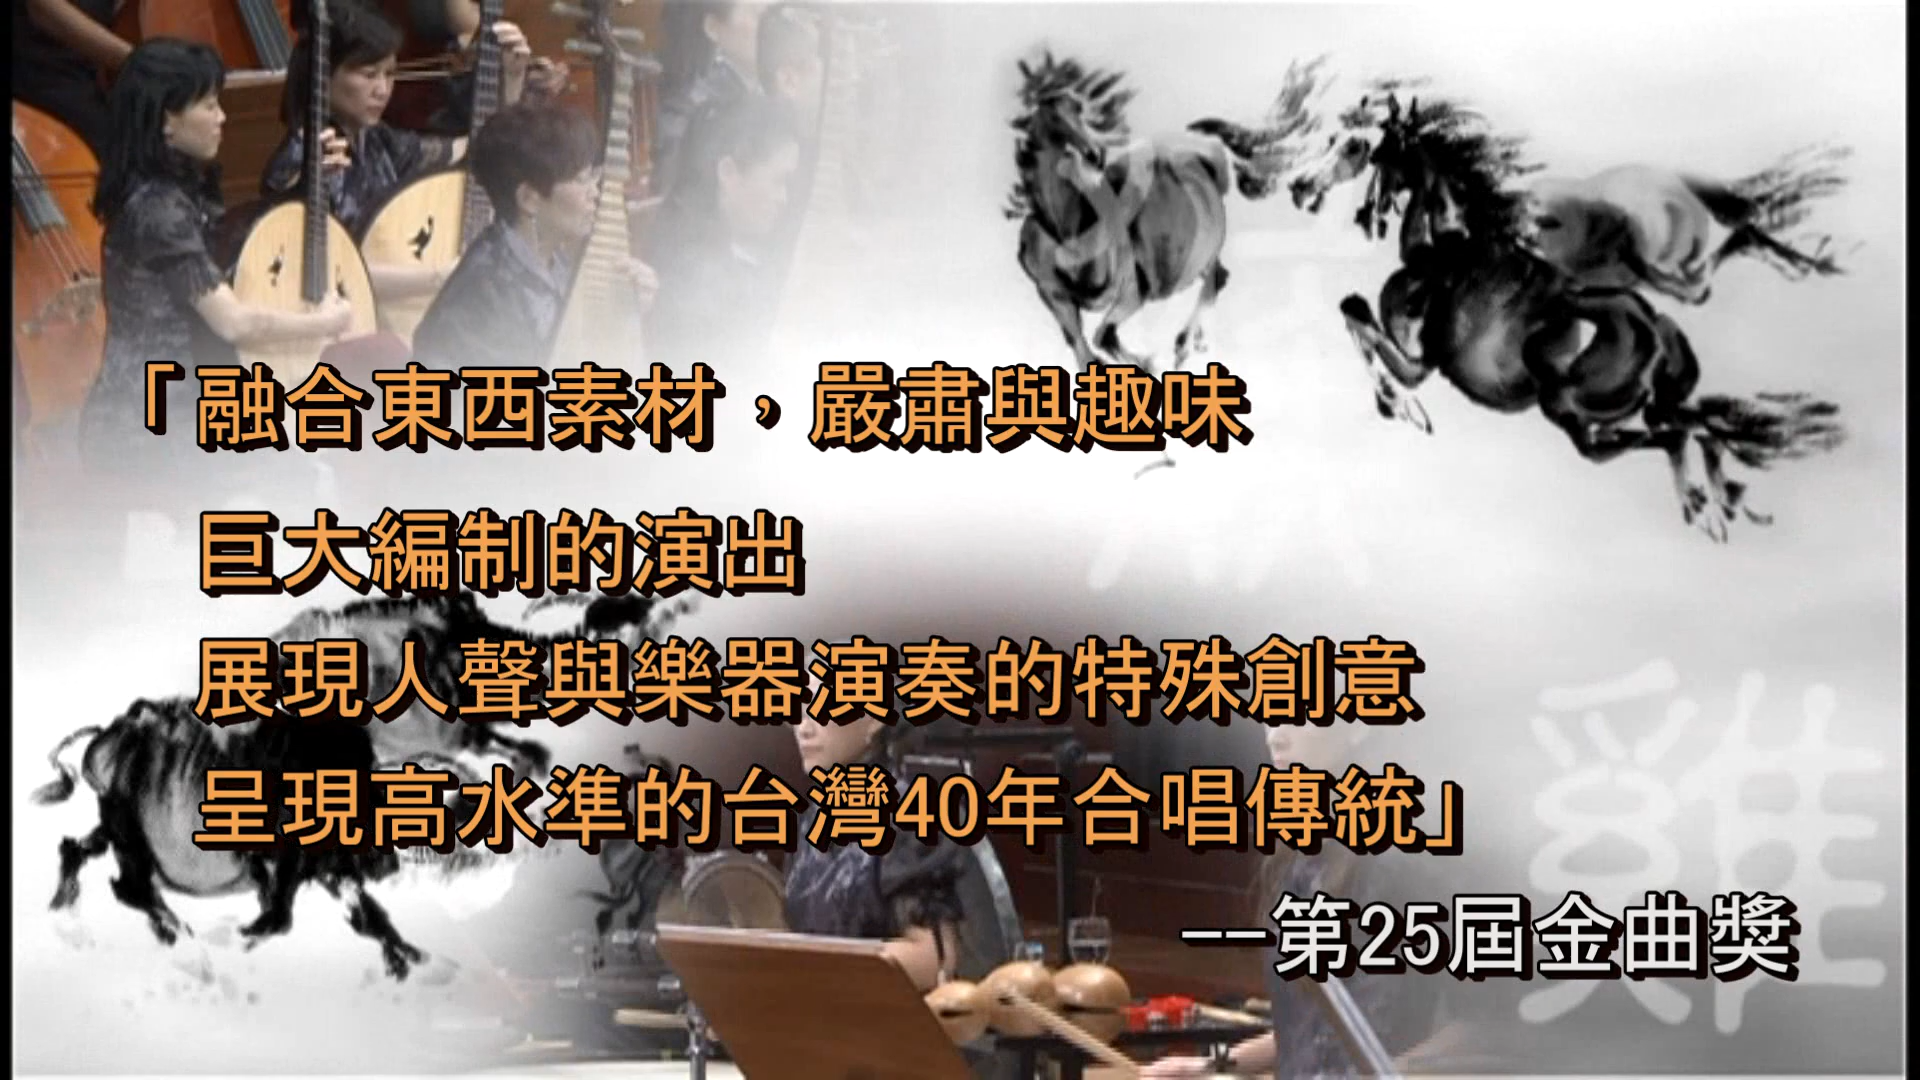 「融合東西素材，嚴肅與趣味
巨大編制的演出
展現人聲與樂器演奏的特殊創意
呈現高水準的台灣40年合唱傳統」
--第25屆金曲獎
雞